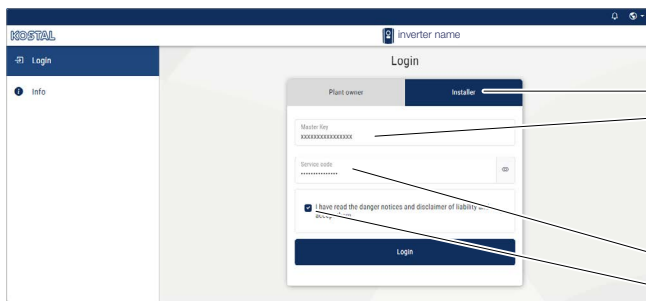 KOSTAL
inverter name
Login
Info
Login
Plant owner
Installer
Master Key
XXXXXXXXXXXXXXXX
Service code
•••••••••••••••
I have read the danger notices and disclaimer of liability
Login